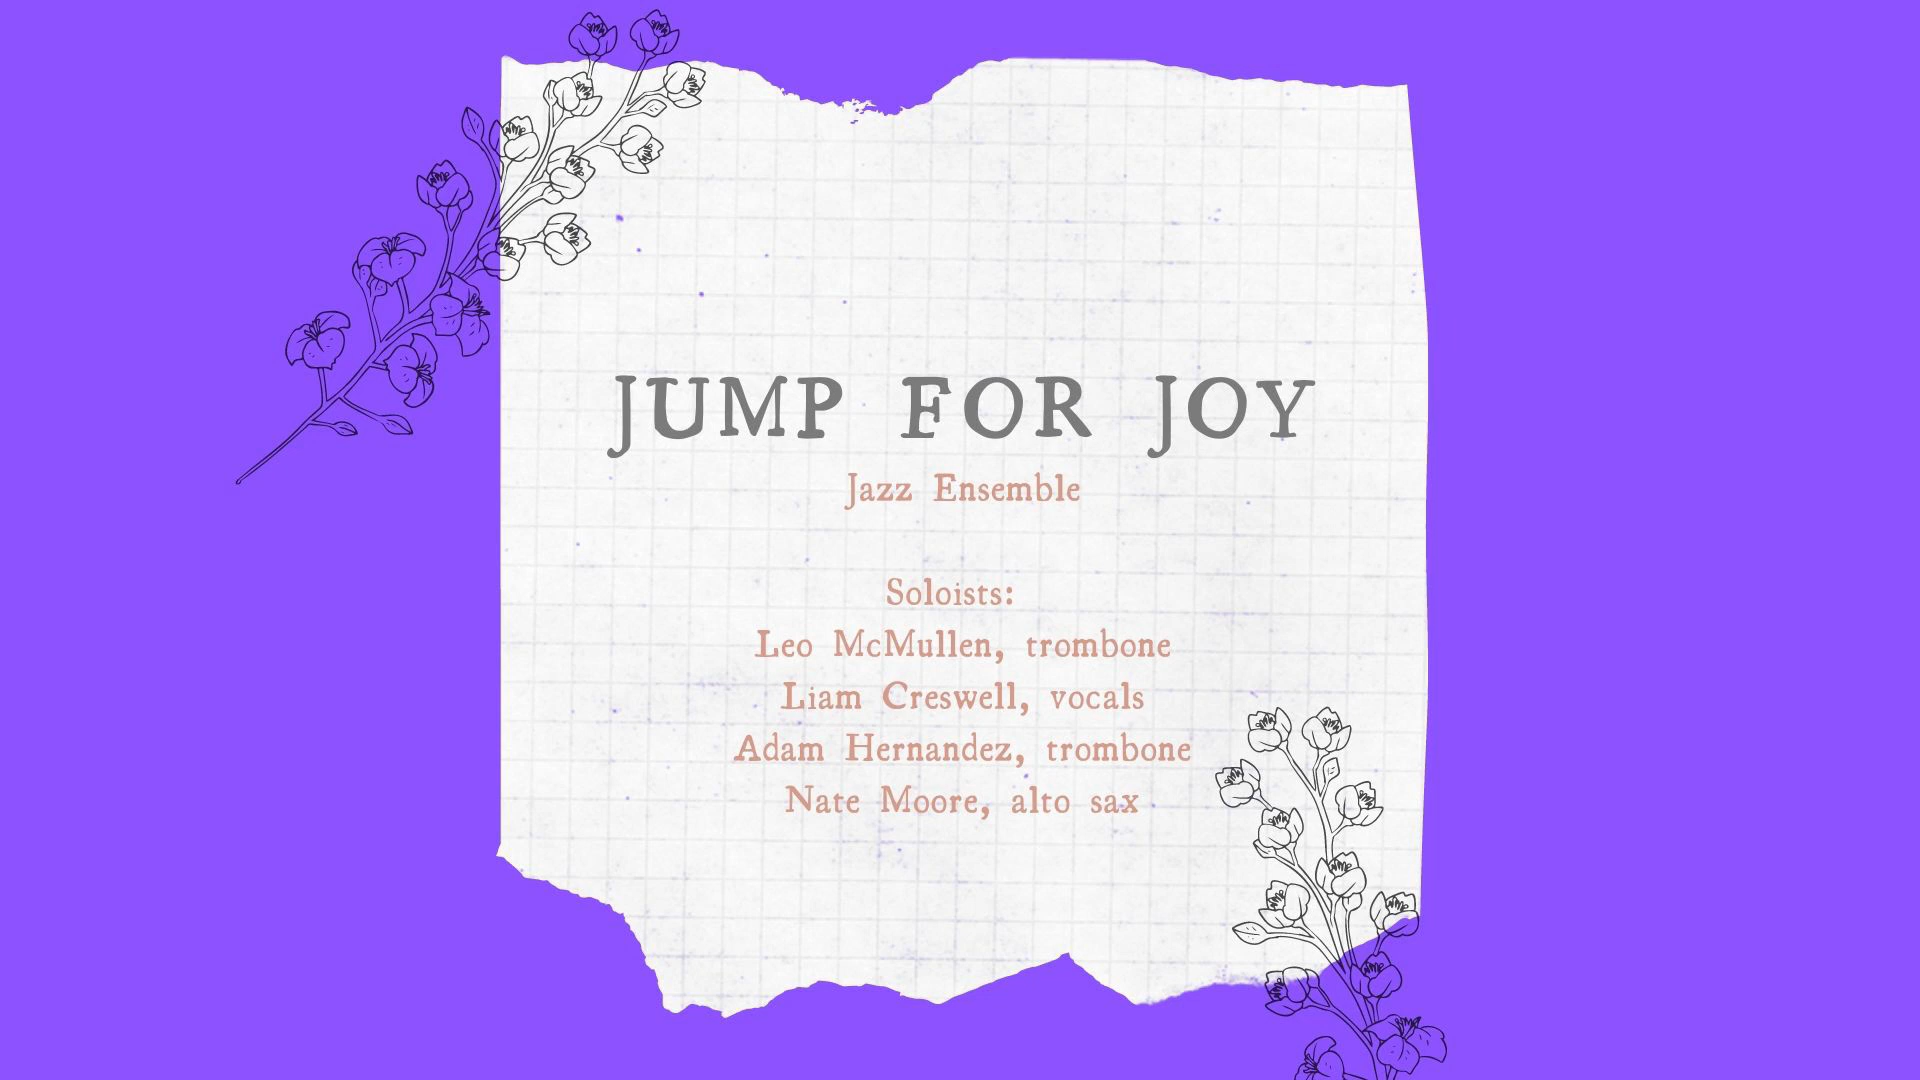 JUMP FOR JOY
Jazz Ensemble
Soloists:
Leo McMullen, trombone
Liam Creswell, vocals
Adam Hernandez, trombone
Nate Moore, alto sax